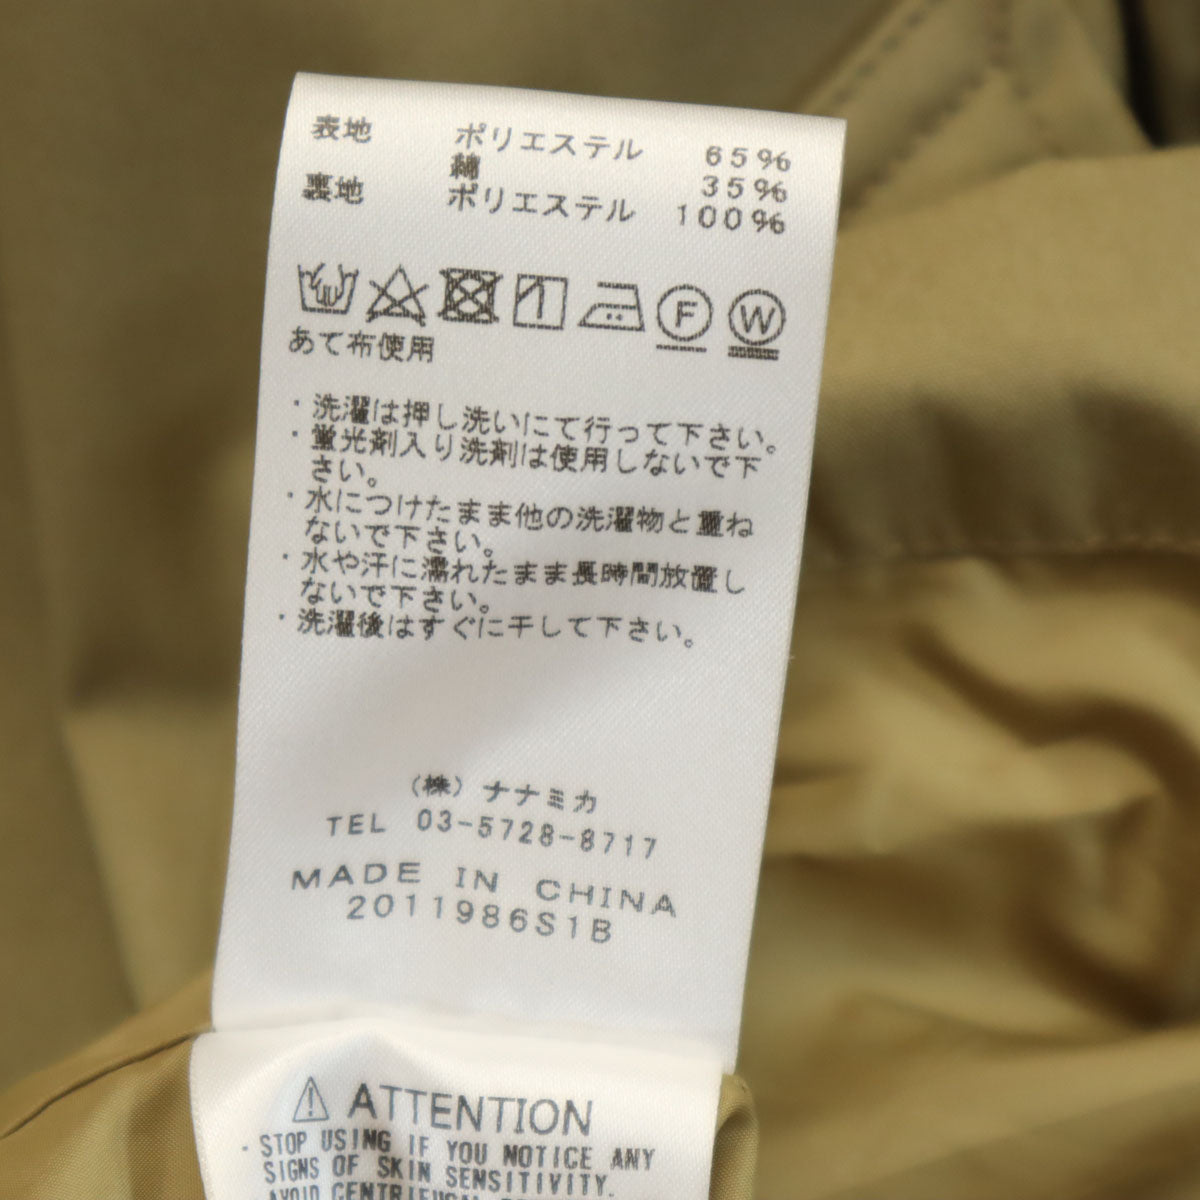 表地 ポリエステル 65%
綿 35%
裏地 ポリエステル 100%
F W
あて布使用
・洗濯は押し洗いにて行って下さい。
・蛍光剤入り洗剤は使用しないで下
さい。
・水につけたまま他の洗濯物と重ね
ないで下さい。
・水や汗に濡れたまま長時間放置し
ないで下さい。
・洗濯後はすぐに干して下さい。
(株) ナナミカ
TEL 03-5728-8717
MADE IN CHINA
2011986S1B
ATTENTION
・STOP USING IF YOU NOTICE ANY
SIGNS OF SKIN SENSITIVITY.
AVOID CENTRIFUGAL